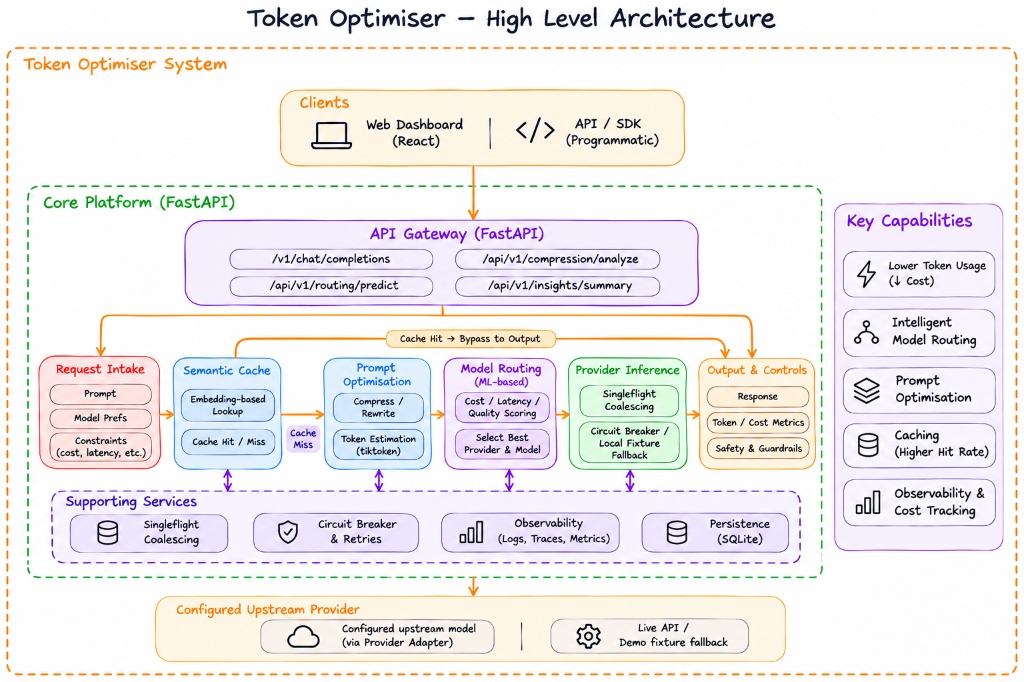 Token Optimiser — High Level Architecture
Token Optimiser System
Clients
Web Dashboard
(React)
</>
API / SDK
(Programmatic)
Core Platform (FastAPI)
API Gateway (FastAPI)
/v1/chat/completions
/api/v1/compression/analyze
/api/v1/routing/predict
/api/v1/insights/summary
Cache Hit → Bypass to Output
Request Intake
Prompt
Model Prefs
Constraints
(cost, latency, etc.)
Semantic Cache
Embedding-based
Lookup
Cache Hit / Miss
Cache
Miss
Prompt
Optimisation
Compress /
Rewrite
Token Estimation
(tiktoken)
Model Routing
(ML-based)
Cost / Latency /
Quality Scoring
Select Best
Provider & Model
Provider Inference
Singleflight
Coalescing
Circuit Breaker /
Local Fixture
Fallback
Output & Controls
Response
Token / Cost Metrics
Safety & Guardrails
Supporting Services
Singleflight
Coalescing
Circuit Breaker
& Retries
Observability
(Logs, Traces, Metrics)
Persistence
(SQLite)
Configured Upstream Provider
Configured upstream model
(via Provider Adapter)
Live API /
Demo fixture fallback
Key Capabilities
Lower Token Usage
(↓ Cost)
Intelligent
Model Routing
Prompt
Optimisation
Caching
(Higher Hit Rate)
Observability &
Cost Tracking